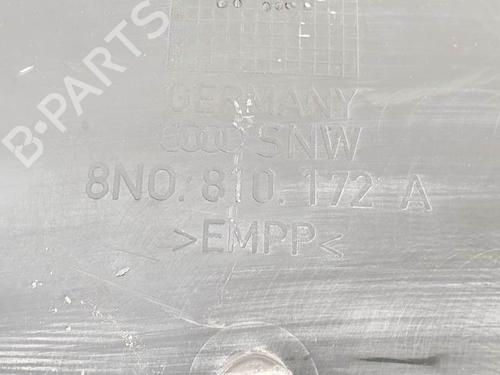 GERMANY
SNW
8N0. 810. 172 A
>EMPP<
B-PARTS